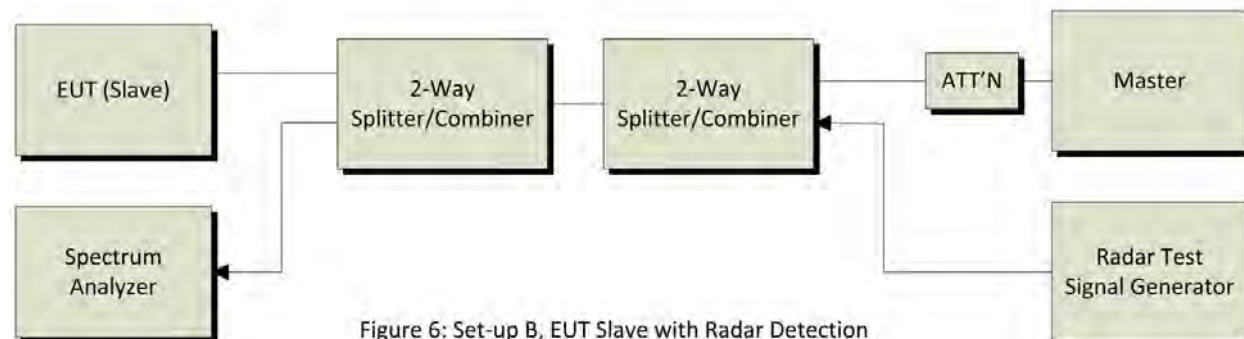 EUT (Slave)
2-Way
Splitter/Combiner
2-Way
Splitter/Combiner
ATT'N
Master
Spectrum
Analyzer
Radar Test
Signal Generator
Figure 6: Set-up B, EUT Slave with Radar Detection